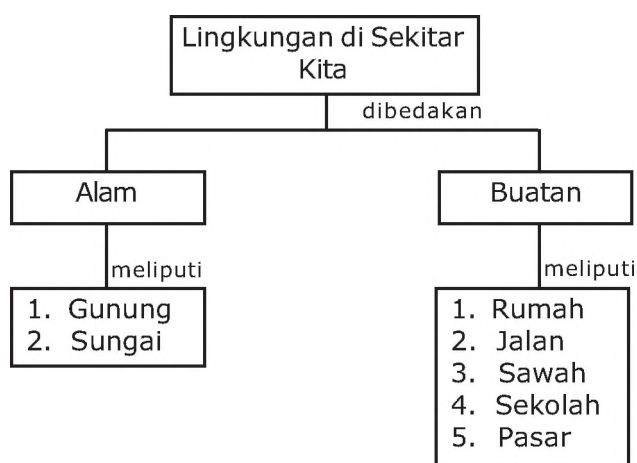 Lingkungan di Sekitar
Kita
dibedakan
Alam
Buatan
meliputi
meliputi
1. Gunung
2. Sungai
1. Rumah
2. Jalan
3. Sawah
4. Sekolah
5. Pasar